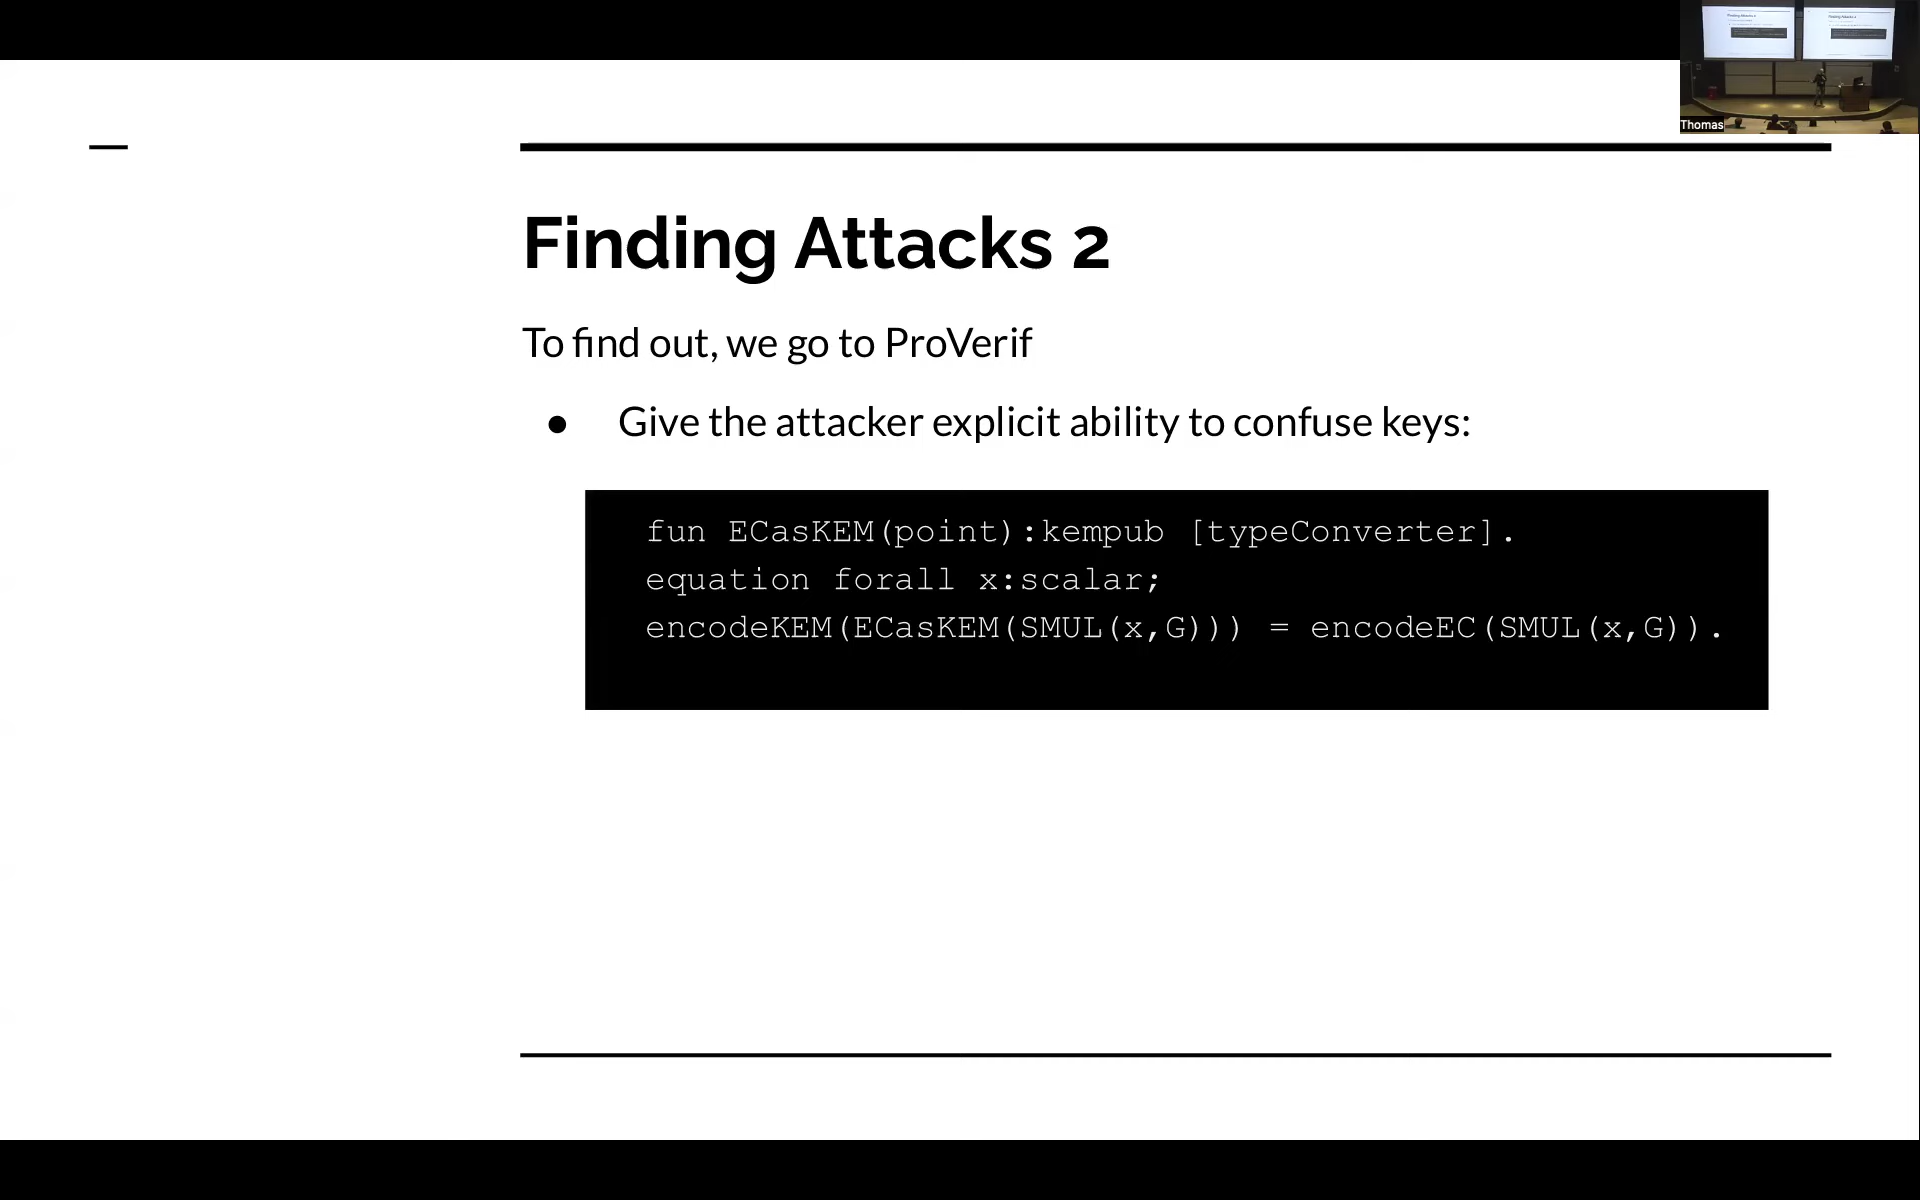 Thomas
Finding Attacks 2
To find out, we go to ProVerif
● Give the attacker explicit ability to confuse keys:
fun ECasKEM(point):kempub [typeConverter].
equation forall x:scalar;
encodeKEM(ECasKEM(SMUL(x,G))) = encodeEC(SMUL(x,G)).